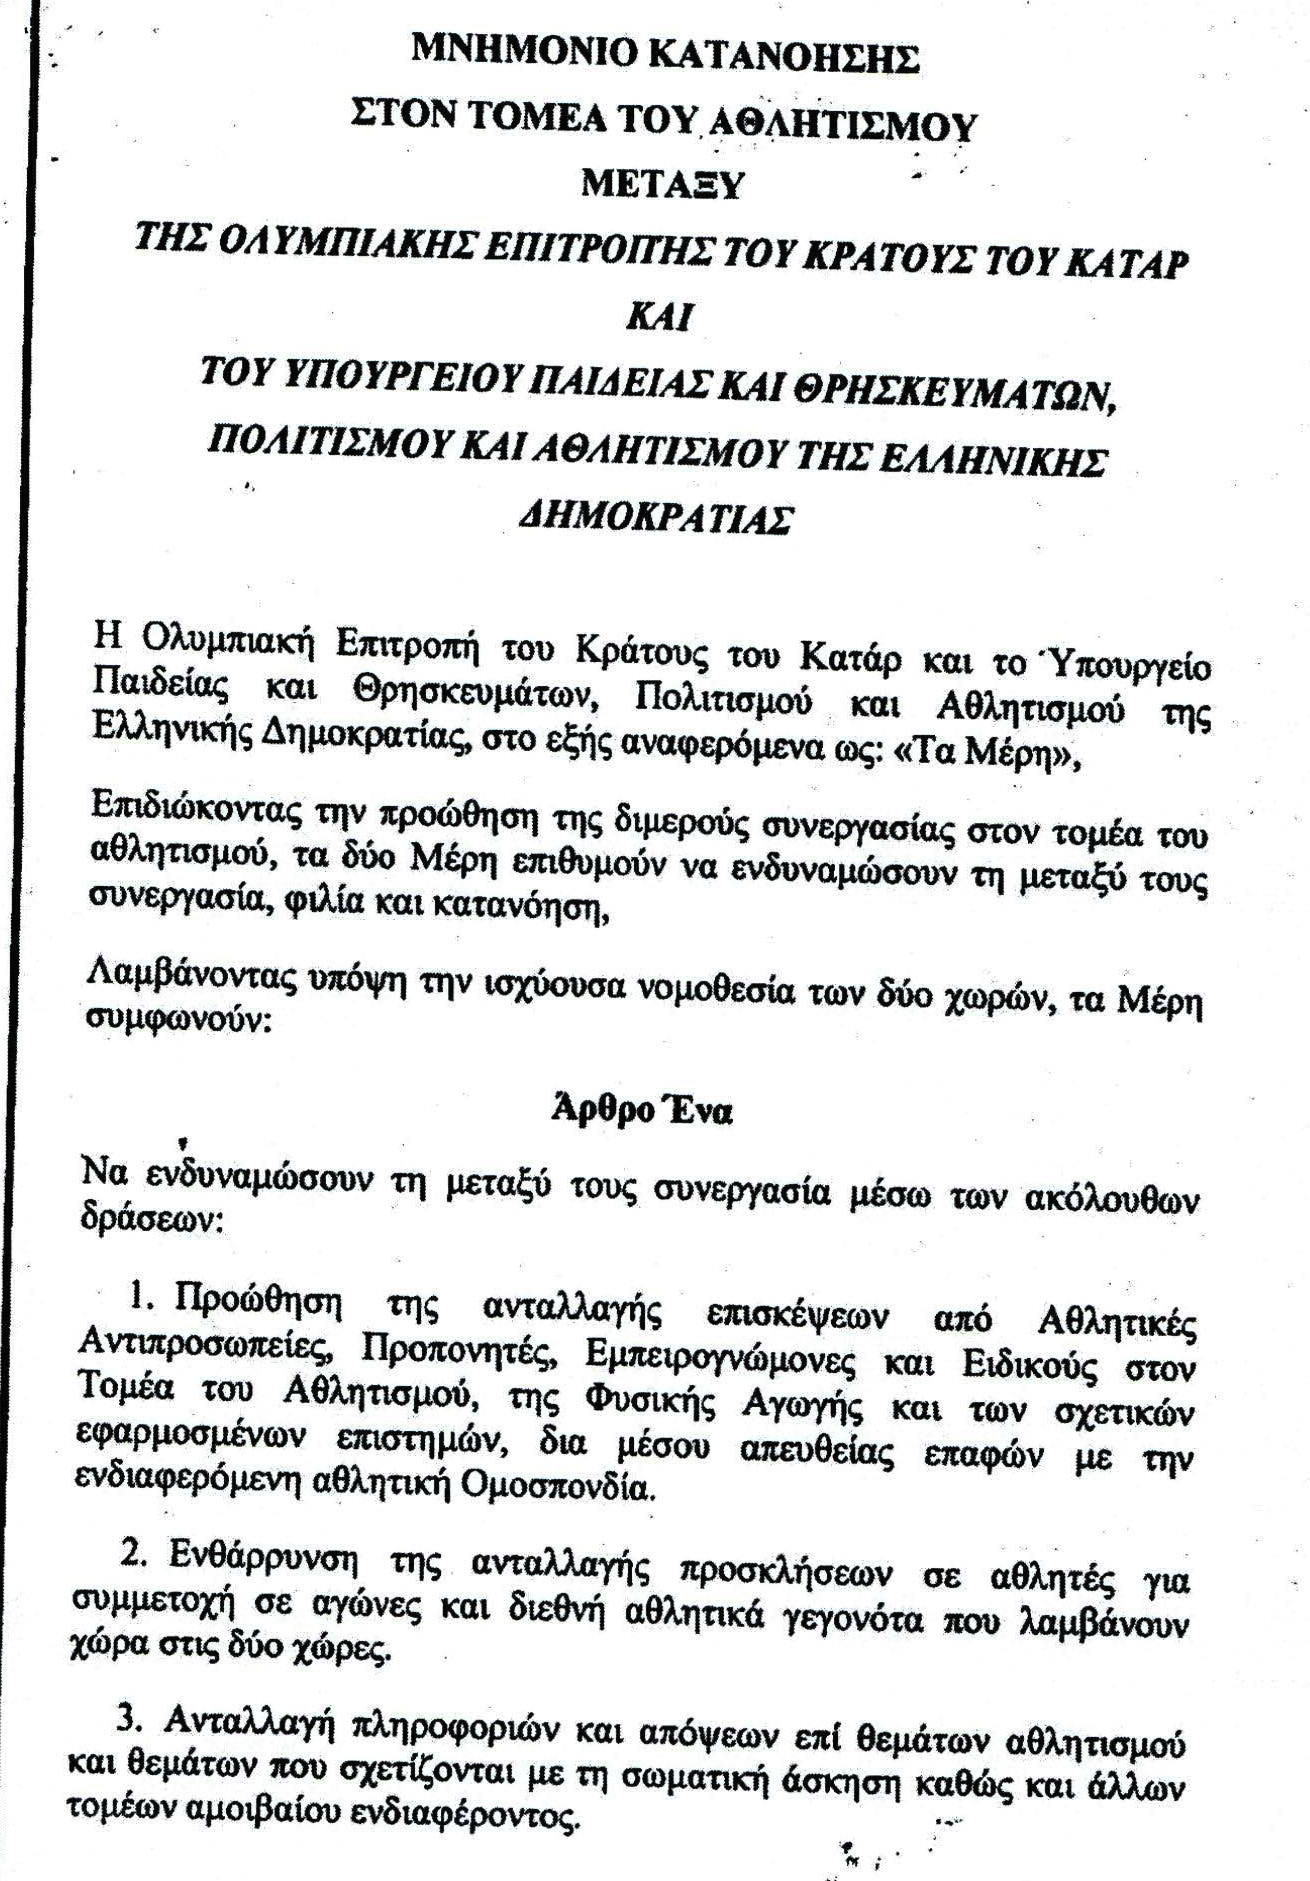 ΜΝΗΜΟΝΙΟ ΚΑΤΑΝΟΗΣΗΣ
ΣΤΟΝ ΤΟΜΕΑ ΤΟΥ ΑΘΛΗΤΙΣΜΟΥ
ΜΕΤΑΞΥ
ΤΗΣ ΟΛΥΜΠΙΑΚΗΣ ΕΠΙΤΡΟΠΗΣ ΤΟΥ ΚΡΑΤΟΥΣ ΤΟΥ ΚΑΤΑΡ
ΚΑΙ
ΤΟΥ ΥΠΟΥΡΓΕΙΟΥ ΠΑΙΔΕΙΑΣ ΚΑΙ ΘΡΗΣΚΕΥΜΑΤΩΝ,
ΠΟΛΙΤΙΣΜΟΥ ΚΑΙ ΑΘΛΗΤΙΣΜΟΥ ΤΗΣ ΕΛΛΗΝΙΚΗΣ
ΔΗΜΟΚΡΑΤΙΑΣ
Η Ολυμπιακή Επιτροπή του Κράτους του Κατάρ και το Υπουργείο
Παιδείας και Θρησκευμάτων, Πολιτισμού και Αθλητισμού της
Ελληνικής Δημοκρατίας, στο εξής αναφερόμενα ως: «Τα Μέρη»,
Επιδιώκοντας την προώθηση της διμερούς συνεργασίας στον τομέα του
αθλητισμού, τα δύο Μέρη επιθυμούν να ενδυναμώσουν τη μεταξύ τους
συνεργασία, φιλία και κατανόηση,
Λαμβάνοντας υπόψη την ισχύουσα νομοθεσία των δύο χωρών, τα Μέρη
συμφωνούν:
Άρθρο Ένα
Να ενδυναμώσουν τη μεταξύ τους συνεργασία μέσω των ακόλουθων
δράσεων:
1. Προώθηση της ανταλλαγής επισκέψεων από Αθλητικές
Αντιπροσωπείες, Προπονητές, Εμπειρογνώμονες και Ειδικούς στον
Τομέα του Αθλητισμού, της Φυσικής Αγωγής και των σχετικών
εφαρμοσμένων επιστημών, δια μέσου απευθείας επαφών με την
ενδιαφερόμενη αθλητική Ομοσπονδία.
2. Ενθάρρυνση της ανταλλαγής προσκλήσεων σε αθλητές για
συμμετοχή σε αγώνες και διεθνή αθλητικά γεγονότα που λαμβάνουν
χώρα στις δύο χώρες.
3. Ανταλλαγή πληροφοριών και απόψεων επί θεμάτων αθλητισμού
και θεμάτων που σχετίζονται με τη σωματική άσκηση καθώς και άλλων
τομέων αμοιβαίου ενδιαφέροντος.